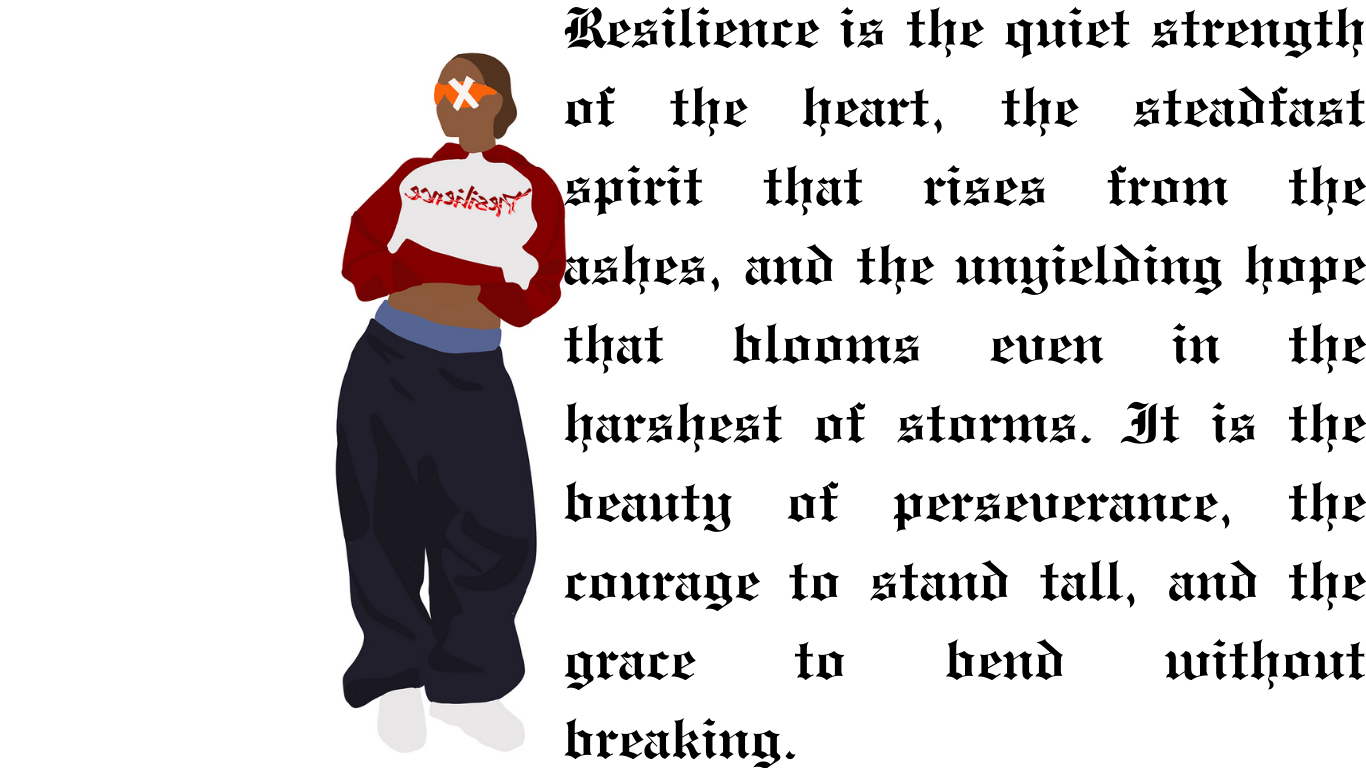 Resilience
Resilience is the quiet strength
of the heart, the steadfast
spirit that rises from the
ashes, and the unyielding hope
that blooms even in the
harshest of storms. It is the
beauty of perseverance, the
courage to stand tall, and the
grace to bend without
breaking.